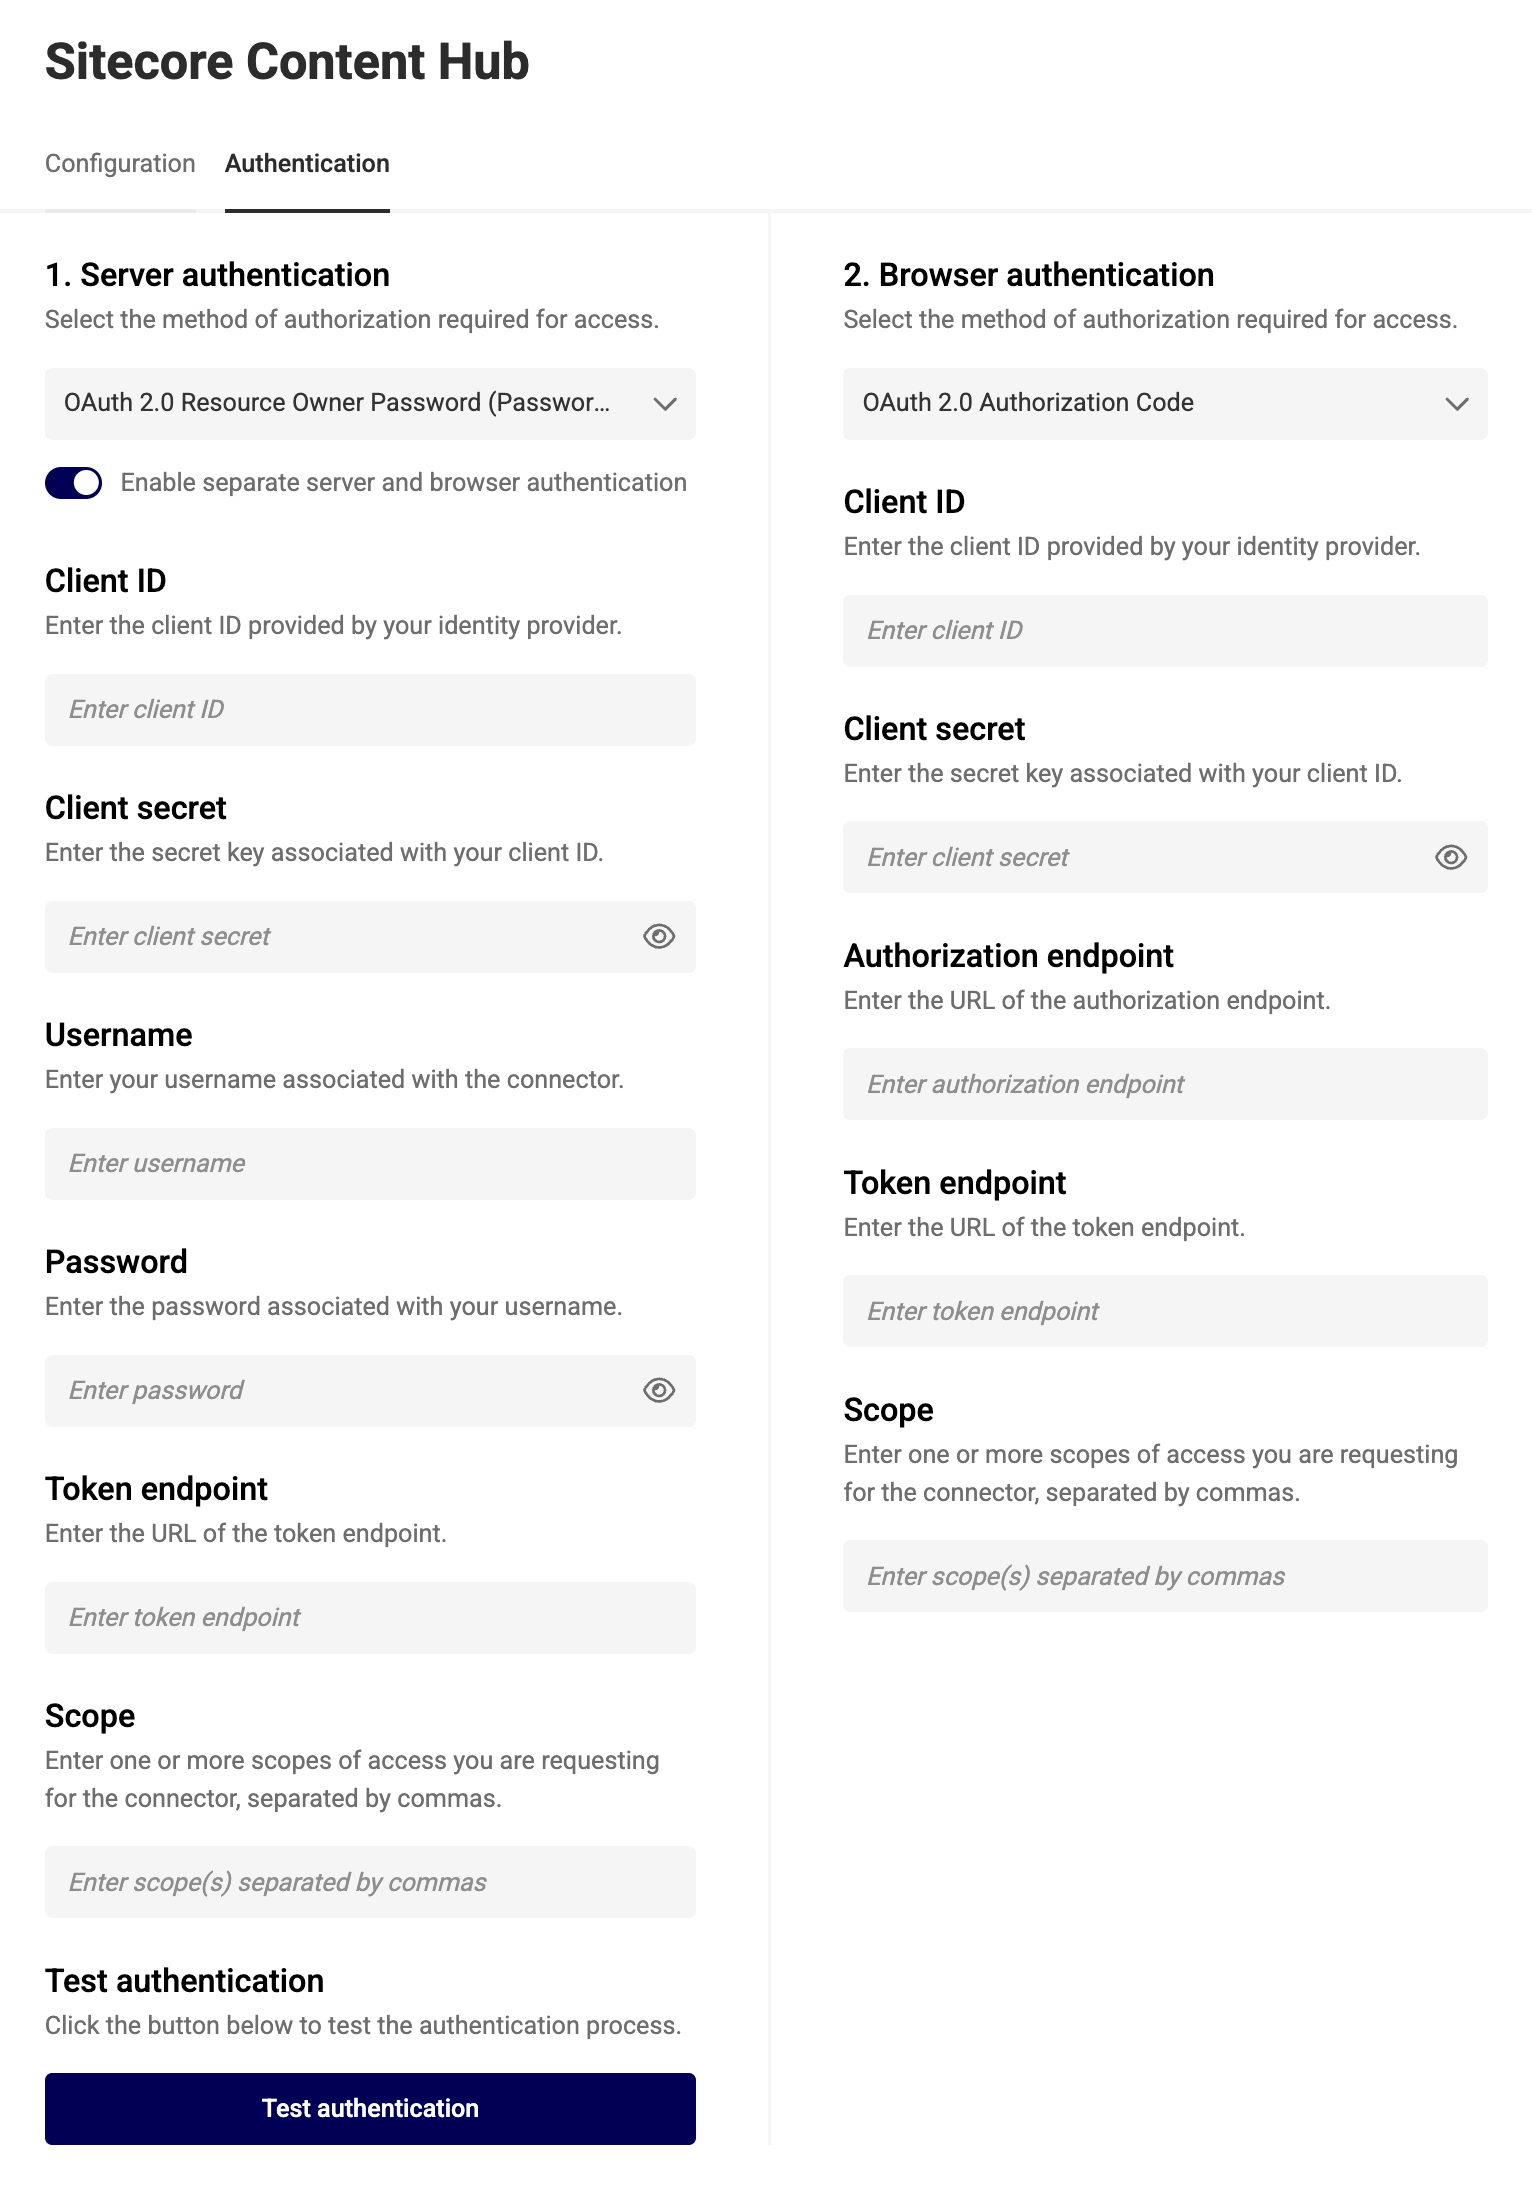 Sitecore Content Hub
Configuration
Authentication
1. Server authentication
Select the method of authorization required for access.
OAuth 2.0 Resource Owner Password (Passwor...
Enable separate server and browser authentication
Client ID
Enter the client ID provided by your identity provider.
Enter client ID
Client secret
Enter the secret key associated with your client ID.
Enter client secret
Username
Enter your username associated with the connector.
Enter username
Password
Enter the password associated with your username.
Enter password
Token endpoint
Enter the URL of the token endpoint.
Enter token endpoint
Scope
Enter one or more scopes of access you are requesting
for the connector, separated by commas.
Enter scope(s) separated by commas
Test authentication
Click the button below to test the authentication process.
Test authentication
2. Browser authentication
Select the method of authorization required for access.
OAuth 2.0 Authorization Code
Client ID
Enter the client ID provided by your identity provider.
Enter client ID
Client secret
Enter the secret key associated with your client ID.
Enter client secret
Authorization endpoint
Enter the URL of the authorization endpoint.
Enter authorization endpoint
Token endpoint
Enter the URL of the token endpoint.
Enter token endpoint
Scope
Enter one or more scopes of access you are requesting
for the connector, separated by commas.
Enter scope(s) separated by commas